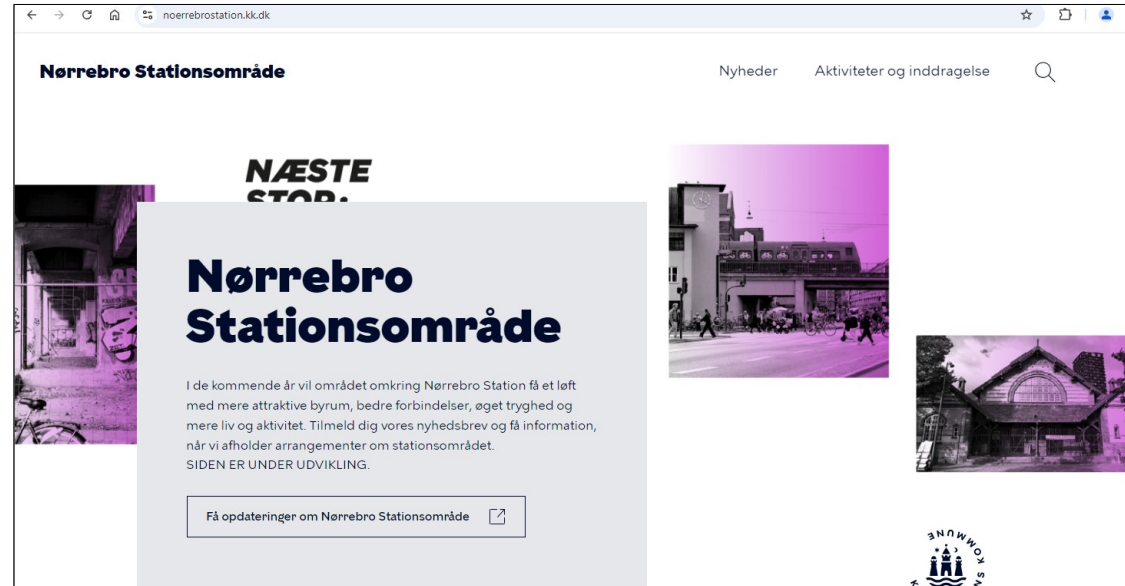 noerrebrostation.kk.dk
Nørrebro Stationsområde
Nyheder
Aktiviteter og inddragelse
NÆSTE
STOP:
Nørrebro
Stationsområde
I de kommende år vil området omkring Nørrebro Station få et løft
med mere attraktive byrum, bedre forbindelser, øget tryghed og
mere liv og aktivitet. Tilmeld dig vores nyhedsbrev og få information,
når vi afholder arrangementer om stationsområdet.
SIDEN ER UNDER UDVIKLING.
Få opdateringer om Nørrebro Stationsområde
KOMMUNE